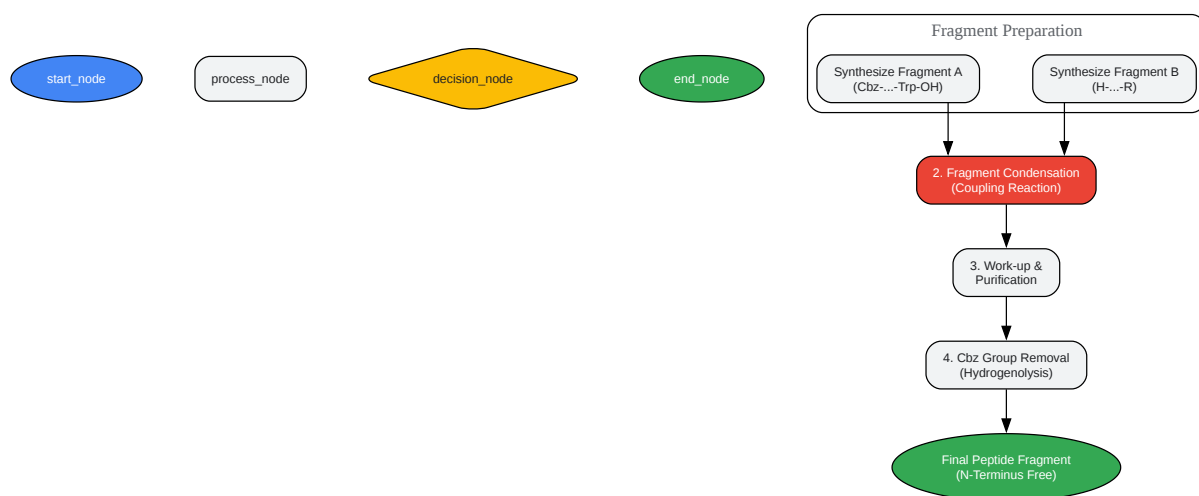 start_node
process_node
decision_node
end_node
Fragment Preparation
Synthesize Fragment A
(Cbz-...-Trp-OH)
Synthesize Fragment B
(H-...-R)
2. Fragment Condensation
(Coupling Reaction)
3. Work-up &
Purification
4. Cbz Group Removal
(Hydrogenolysis)
Final Peptide Fragment
(N-Terminus Free)